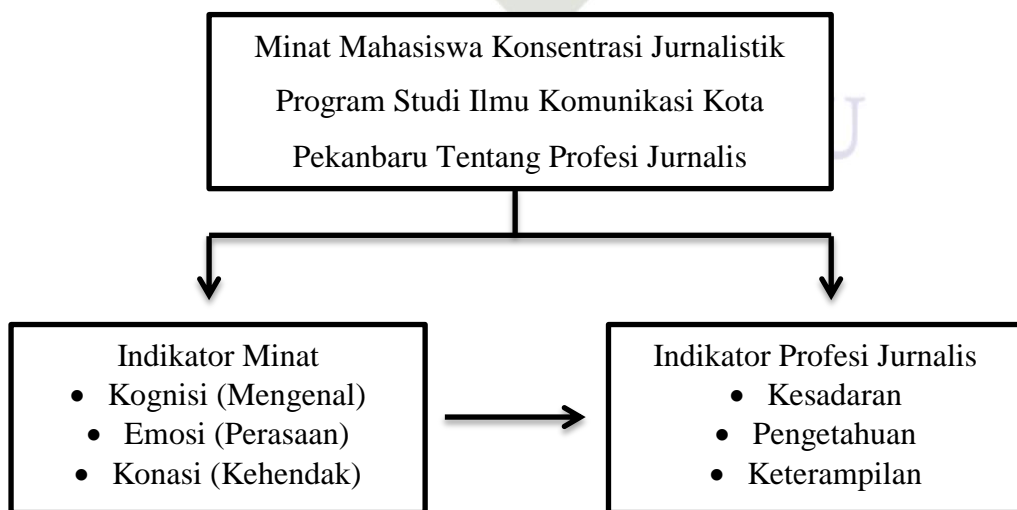 Minat Mahasiswa Konsentrasi Jurnalistik
Program Studi Ilmu Komunikasi Kota
Pekanbaru Tentang Profesi Jurnalis
Indikator Minat
• Kognisi (Mengenal)
• Emosi (Perasaan)
• Konasi (Kehendak)
Indikator Profesi Jurnalis
• Kesadaran
• Pengetahuan
• Keterampilan